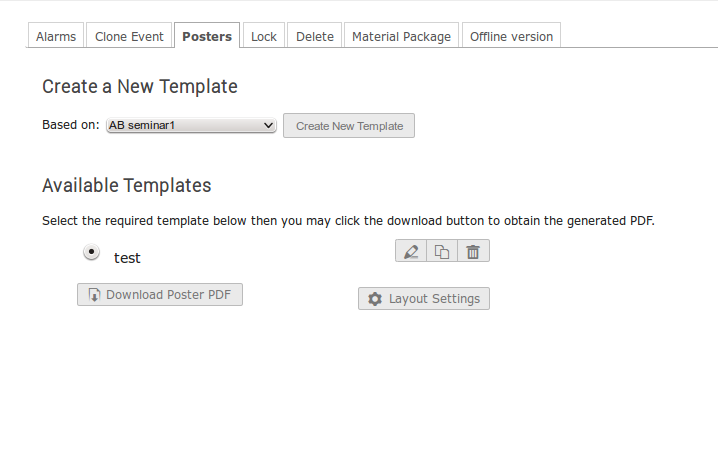 Alarms Clone Event Posters Lock Delete Material Package Offline version
Create a New Template
Based on: AB seminar1 Create New Template
Available Templates
Select the required template below then you may click the download button to obtain the generated PDF.
test
Download Poster PDF Layout Settings